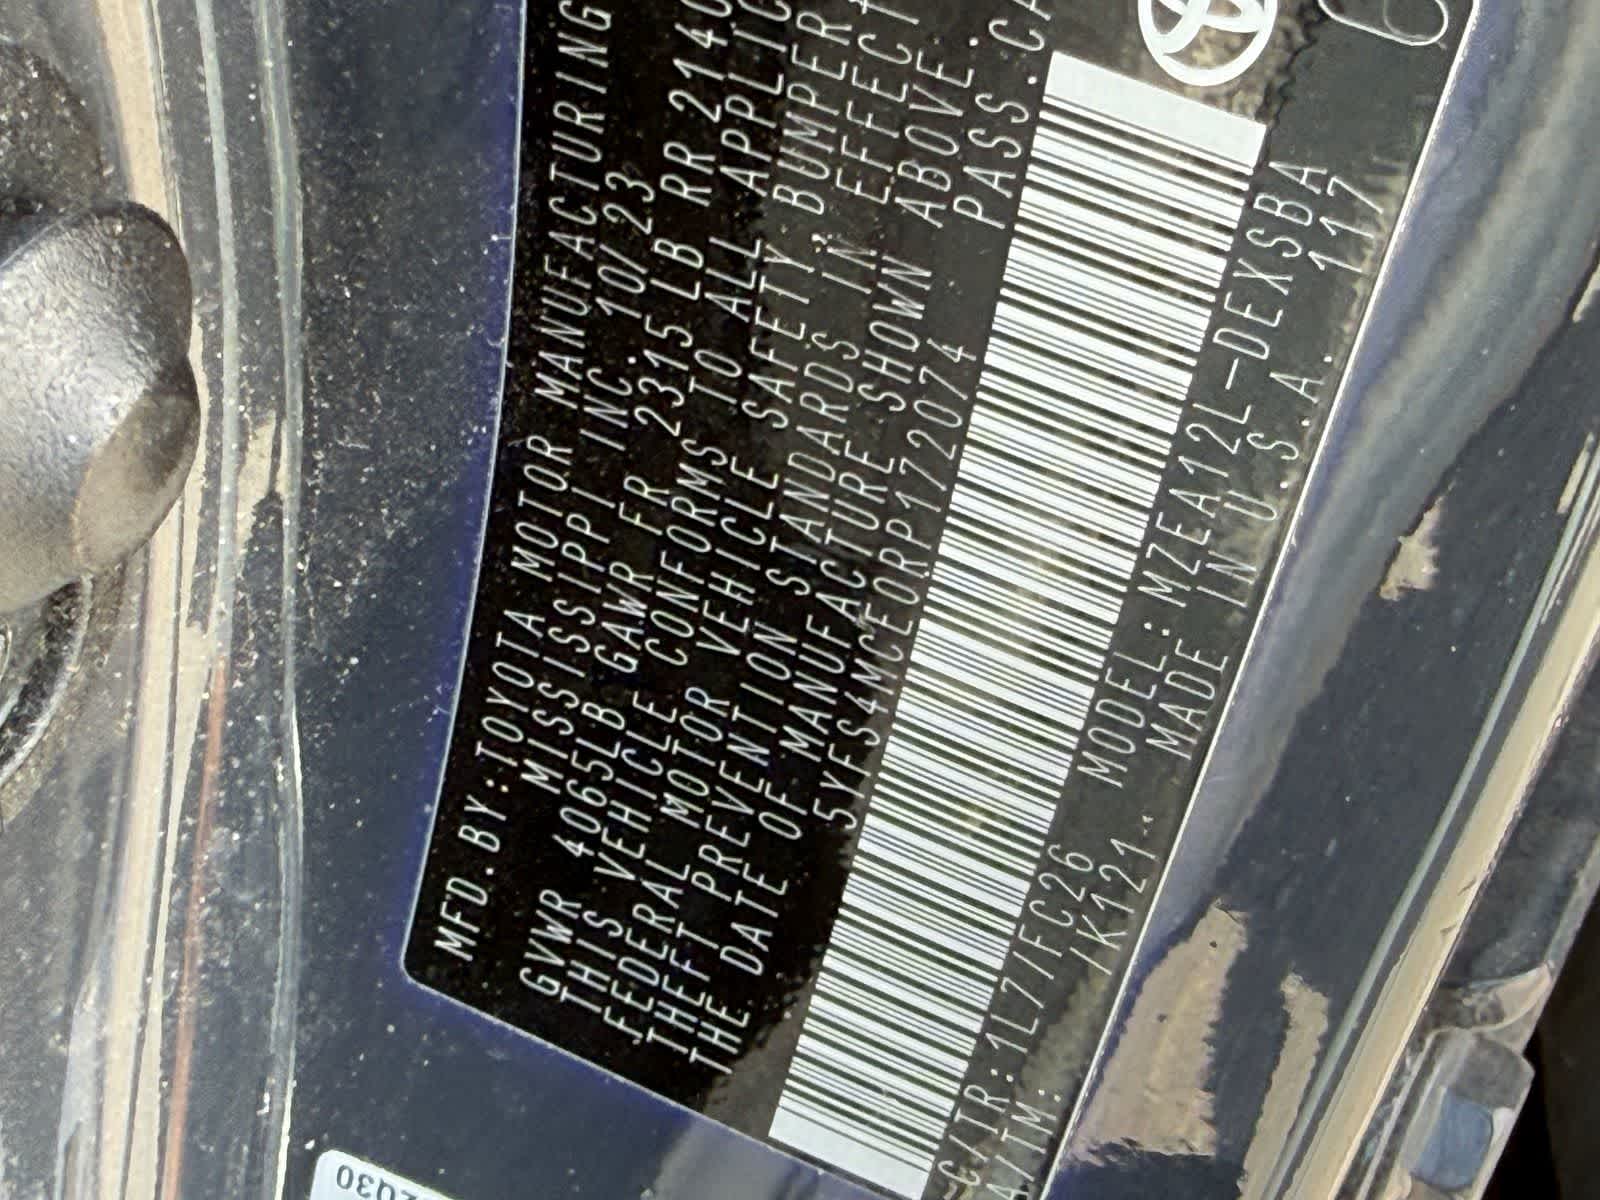 MFD.BY:TOYOTA MOTOR MANUFACTURING
MISSISSIPPI INC. 10/23
GVWR 4065LB GAWR FR 2315 LB RR 2140
THIS VEHICLE CONFORMS TO ALL APPLIC
FEDERAL MOTOR VEHICLE SAFETY, BUMPER
THEFT PREVENTION STANDARDS IN EFFECT
THE DATE OF MANUFACTURE SHOWN ABOVE.
5YFS4MCE0RP172074 PASS.CA
C/TR:1L7/FC26 MODEL:MZEA12L-DEXSBA
A/TM: /K121 MADE IN U.S.A. 117